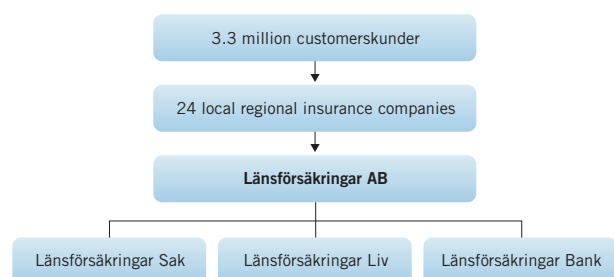 3.3 million customerskunder
24 local regional insurance companies
Länsförsäkringar AB
Länsförsäkringar Sak
Länsförsäkringar Liv
Länsförsäkringar Bank